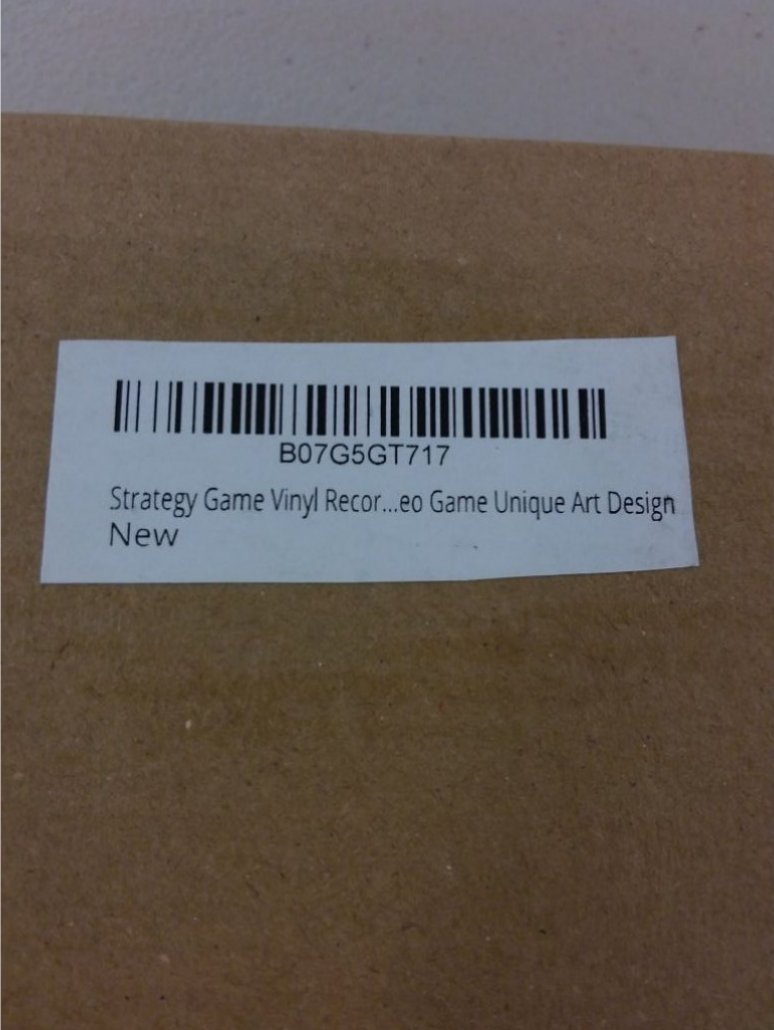 B07G5GT717
Strategy Game Vinyl Recor...eo Game Unique Art Design
New